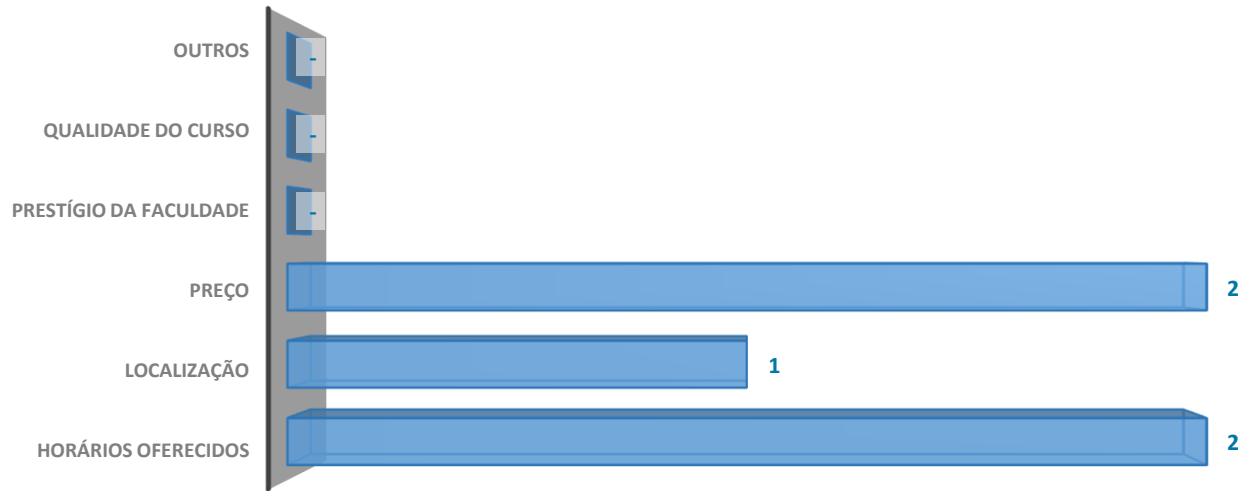 OUTROS
-
QUALIDADE DO CURSO
-
PRESTÍGIO DA FACULDADE
-
PREÇO
2
LOCALIZAÇÃO
1
HORÁRIOS OFERECIDOS
2